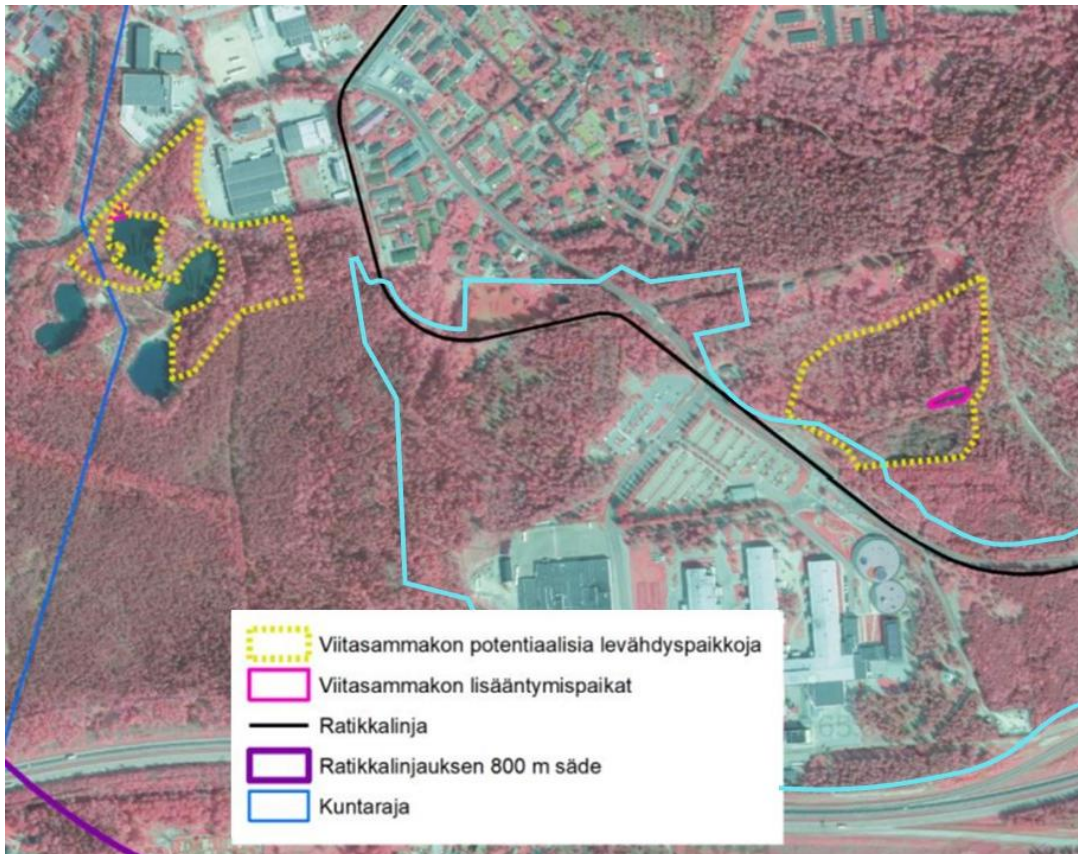 Viitasammakon potentiaalisia levähdyspaikkoja
Viitasammakon lisääntymispaikat
Ratikkalinja
Ratikkalinjauksen 800 m säde
Kuntaraja